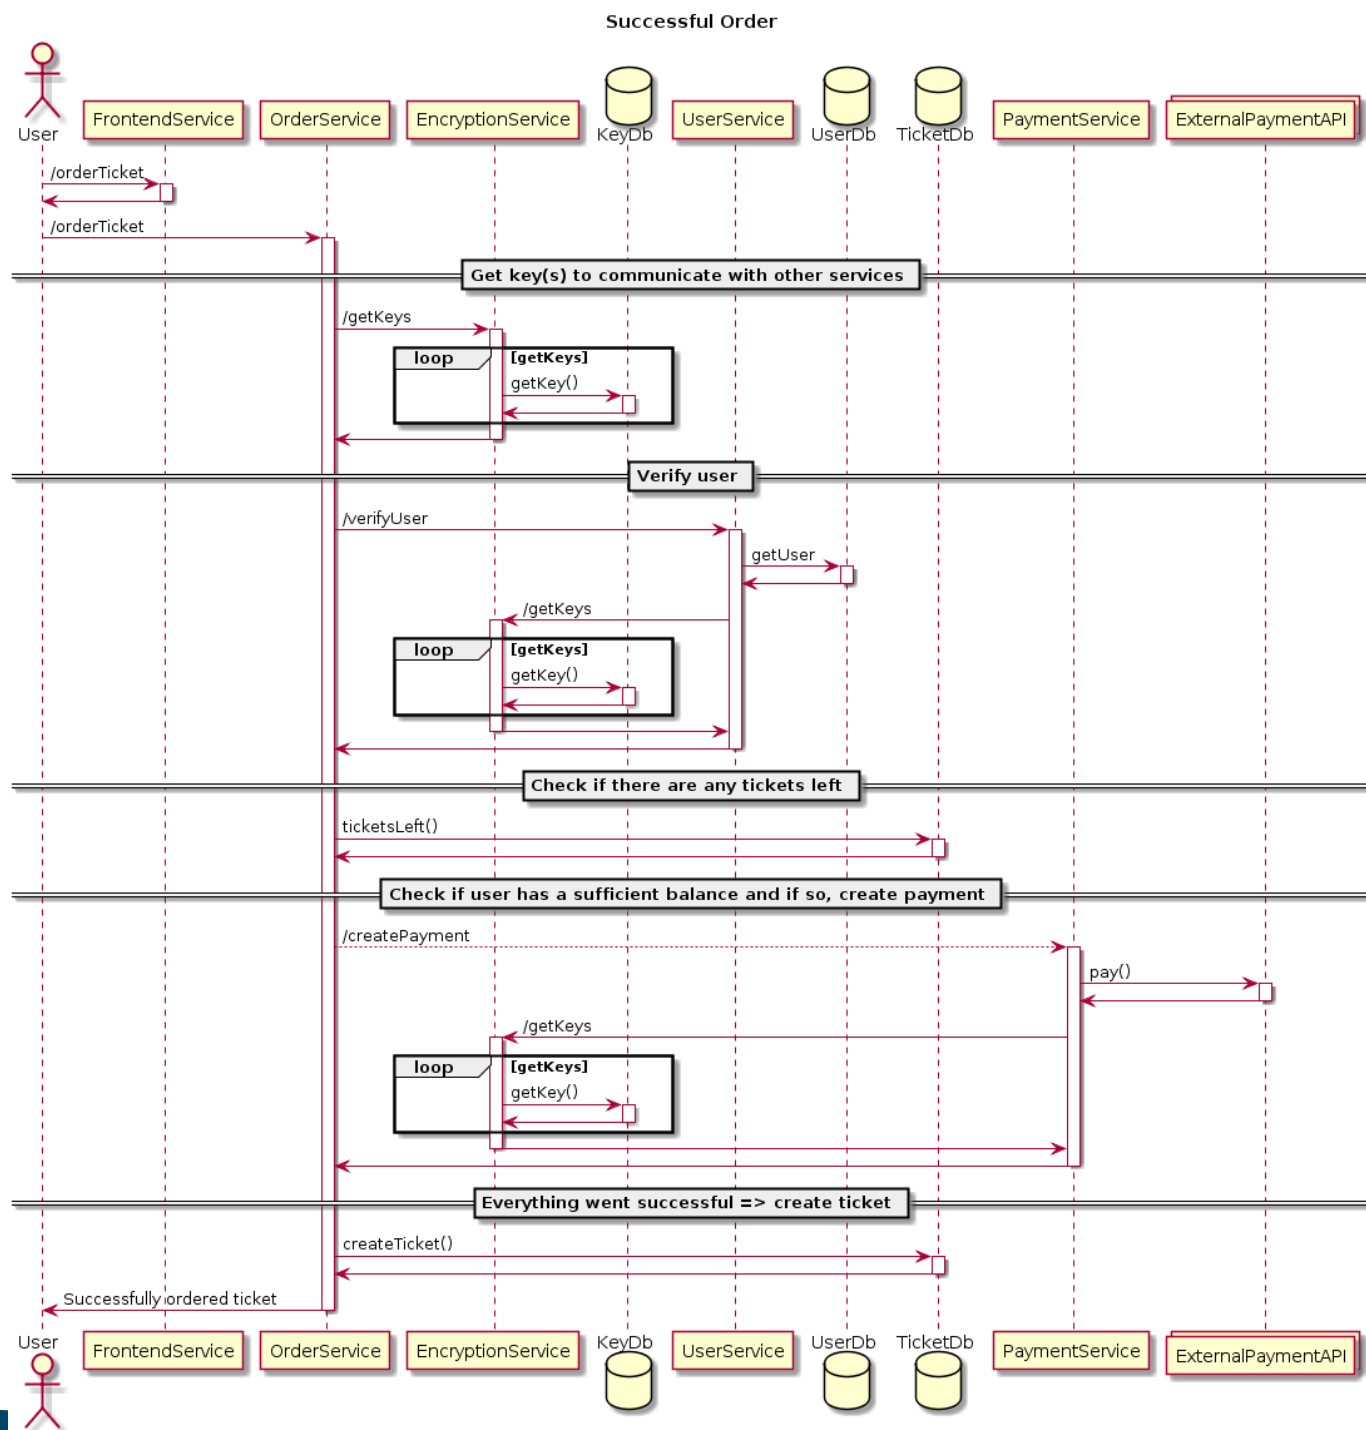 Successful Order
User
FrontendService
OrderService
EncryptionService
KeyDb
UserService
UserDb
TicketDb
PaymentService
ExternalPaymentAPI
/orderTicket
/orderTicket
Get key(s) to communicate with other services
/getKeys
loop [getKeys]
getKey()
Verify user
/verifyUser
getUser
/getKeys
loop [getKeys]
getKey()
Check if there are any tickets left
ticketsLeft()
Check if user has a sufficient balance and if so, create payment
/createPayment
pay()
/getKeys
loop [getKeys]
getKey()
Everything went successful => create ticket
createTicket()
Successfully ordered ticket
User
FrontendService
OrderService
EncryptionService
KeyDb
UserService
UserDb
TicketDb
PaymentService
ExternalPaymentAPI